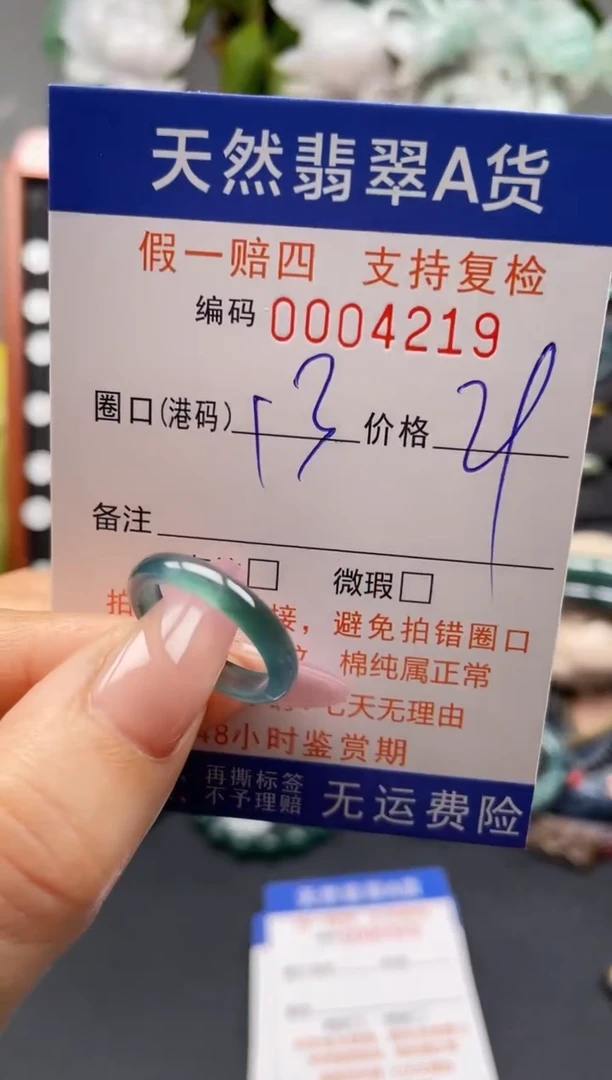 天然翡翠A货
假一赔四 支持复检
编码 0004219
圈口(港码) 13 价格
备注
微瑕
拍 接，避免拍错圈口
棉纯属正常
七天无理由
48小时鉴赏期
再撕标签
不予理赔 无运费险